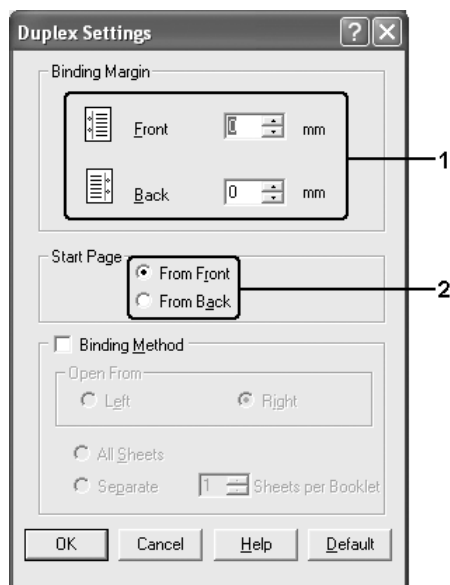 Duplex Settings
Binding Margin
Front 0 mm
1
Back 0 mm
Start Page
From Front
2
From Back
Binding Method
Open From
Left Right
All Sheets
Separate 1 Sheets per Booklet
OK Cancel Help Default